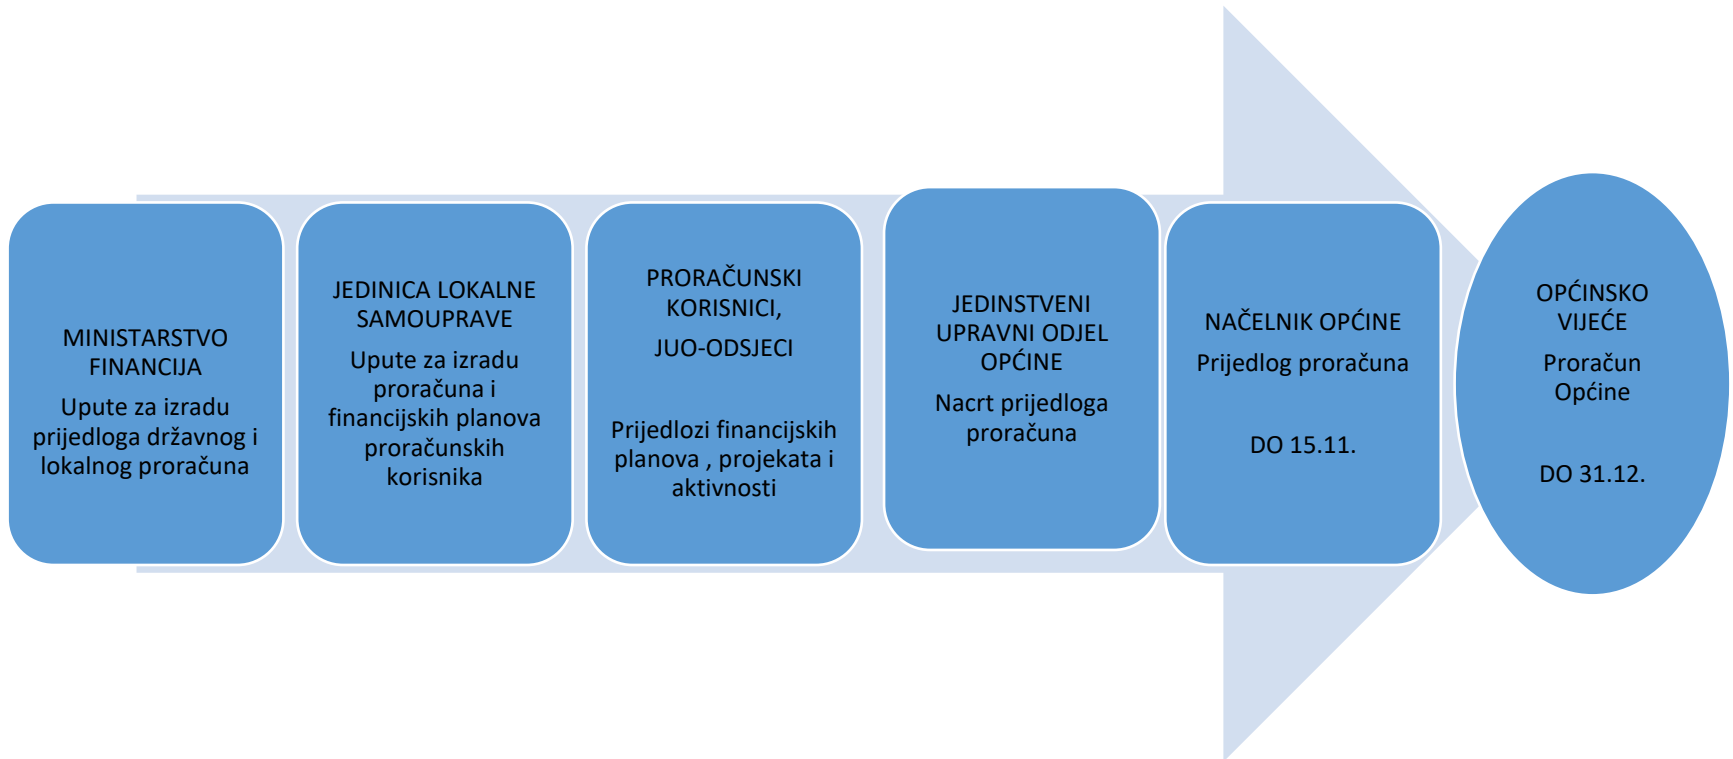 MINISTARSTVO
FINANCIJA
Upute za izradu
prijedloga državnog i
lokalnog proračuna
JEDINICA LOKALNE
SAMOUPRAVE
Upute za izradu
proračuna i
financijskih planova
proračunskih
korisnika
PRORAČUNSKI
KORISNICI,
JUO-ODSJECI
Prijedlozi financijskih
planova , projekata i
aktivnosti
JEDINSTVENI
UPRAVNI ODJEL
OPĆINE
Nacrt prijedloga
proračuna
NAČELNIK OPĆINE
Prijedlog proračuna
DO 15.11.
OPĆINSKO
VIJEĆE
Proračun
Općine
DO 31.12.